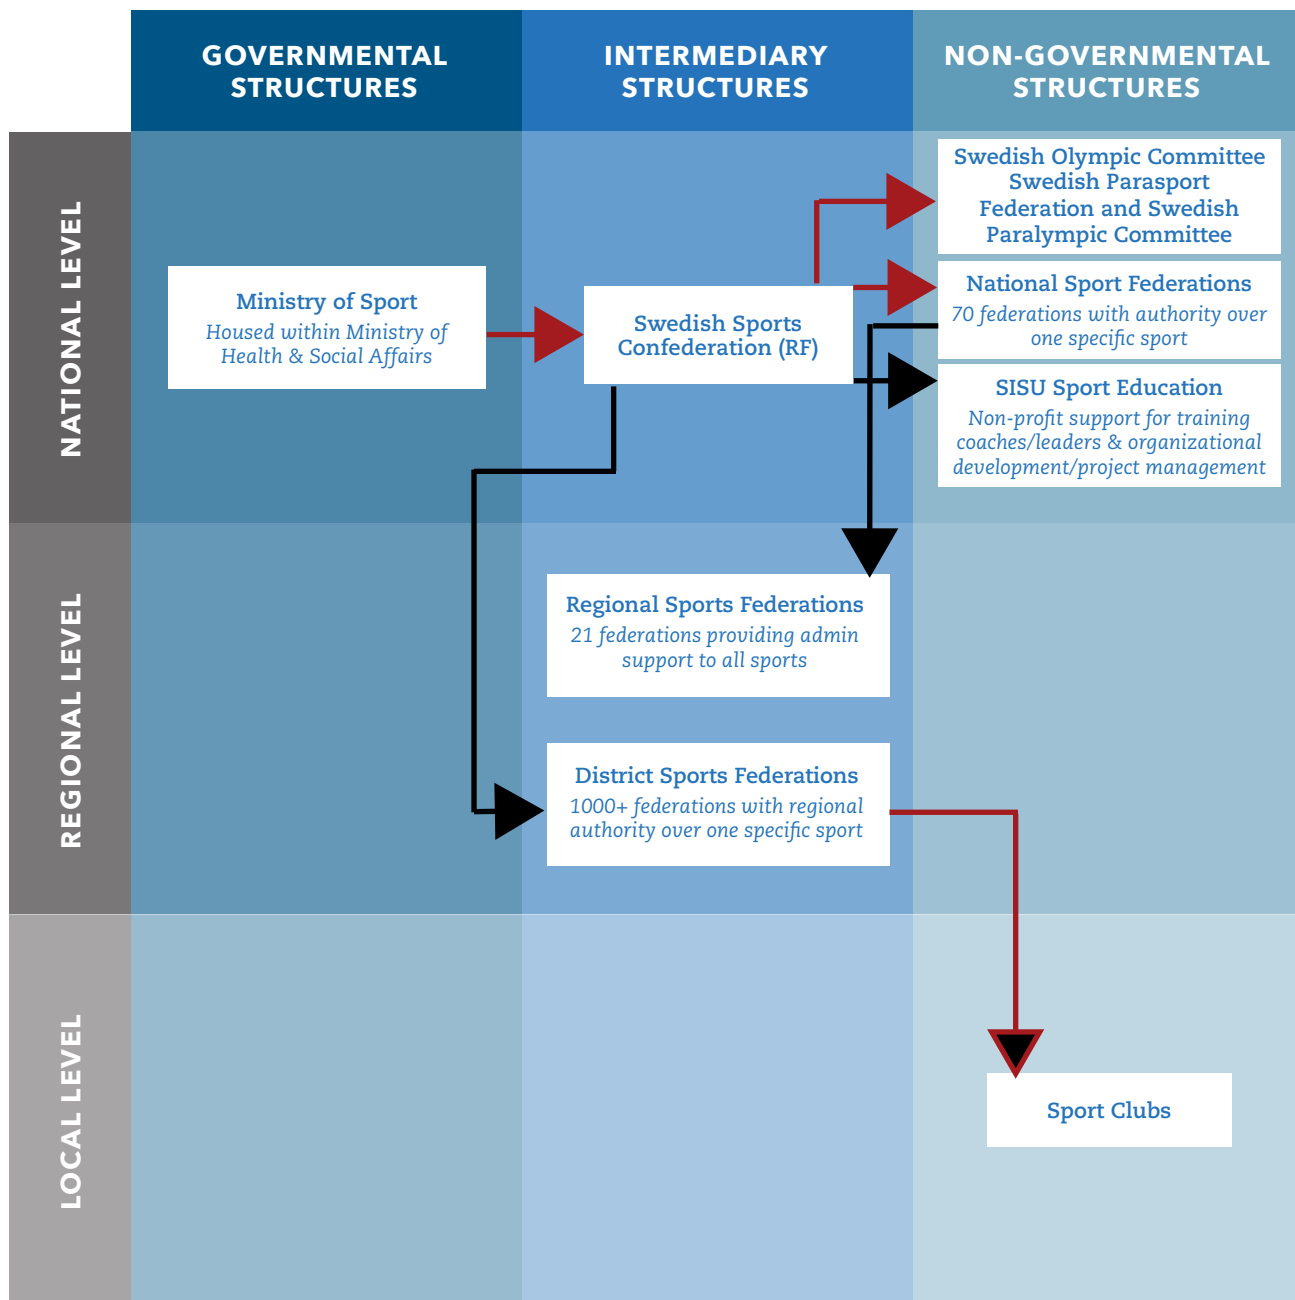 GOVERNMENTAL
STRUCTURES
INTERMEDIARY
STRUCTURES
NON-GOVERNMENTAL
STRUCTURES
NATIONAL LEVEL
Ministry of Sport
Housed within Ministry of
Health & Social Affairs
Swedish Sports
Confederation (RF)
Swedish Olympic Committee
Swedish Parasport
Federation and Swedish
Paralympic Committee
National Sport Federations
70 federations with authority over
one specific sport
SISU Sport Education
Non-profit support for training
coaches/leaders & organizational
development/project management
REGIONAL LEVEL
Regional Sports Federations
21 federations providing admin
support to all sports
District Sports Federations
1000+ federations with regional
authority over one specific sport
LOCAL LEVEL
Sport Clubs